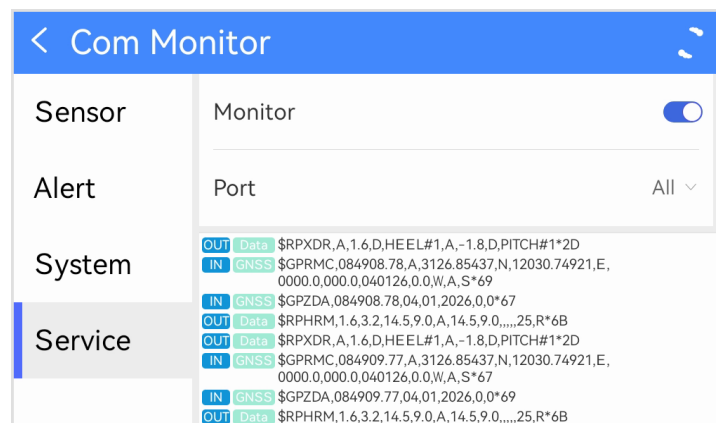 Com Monitor
Sensor
Monitor
Alert
Port
All
System
Service
OUT Data $RPXDR,A,1.6,D,HEEL#1,A,-1.8,D,PITCH#1*2D
IN GNSS $GPRMC,084908.78,A,3126.85437,N,12030.74921,E,
0000.0,000.0,040126,0.0,W,A,S*69
IN GNSS $GPZDA,084908.78,04,01,2026,0,0*67
OUT Data $RPHRM,1.6,3.2,14.5,9.0,A,14.5,9.0,,,,,25,R*6B
OUT Data $RPXDR,A,1.6,D,HEEL#1,A,-1.8,D,PITCH#1*2D
IN GNSS $GPRMC,084909.77,A,3126.85437,N,12030.74921,E,
0000.0,000.0,040126,0.0,W,A,S*67
IN GNSS $GPZDA,084909.77,04,01,2026,0,0*69
OUT Data $RPHRM,1.6,3.2,14.5,9.0,A,14.5,9.0,,,,,25,R*6B